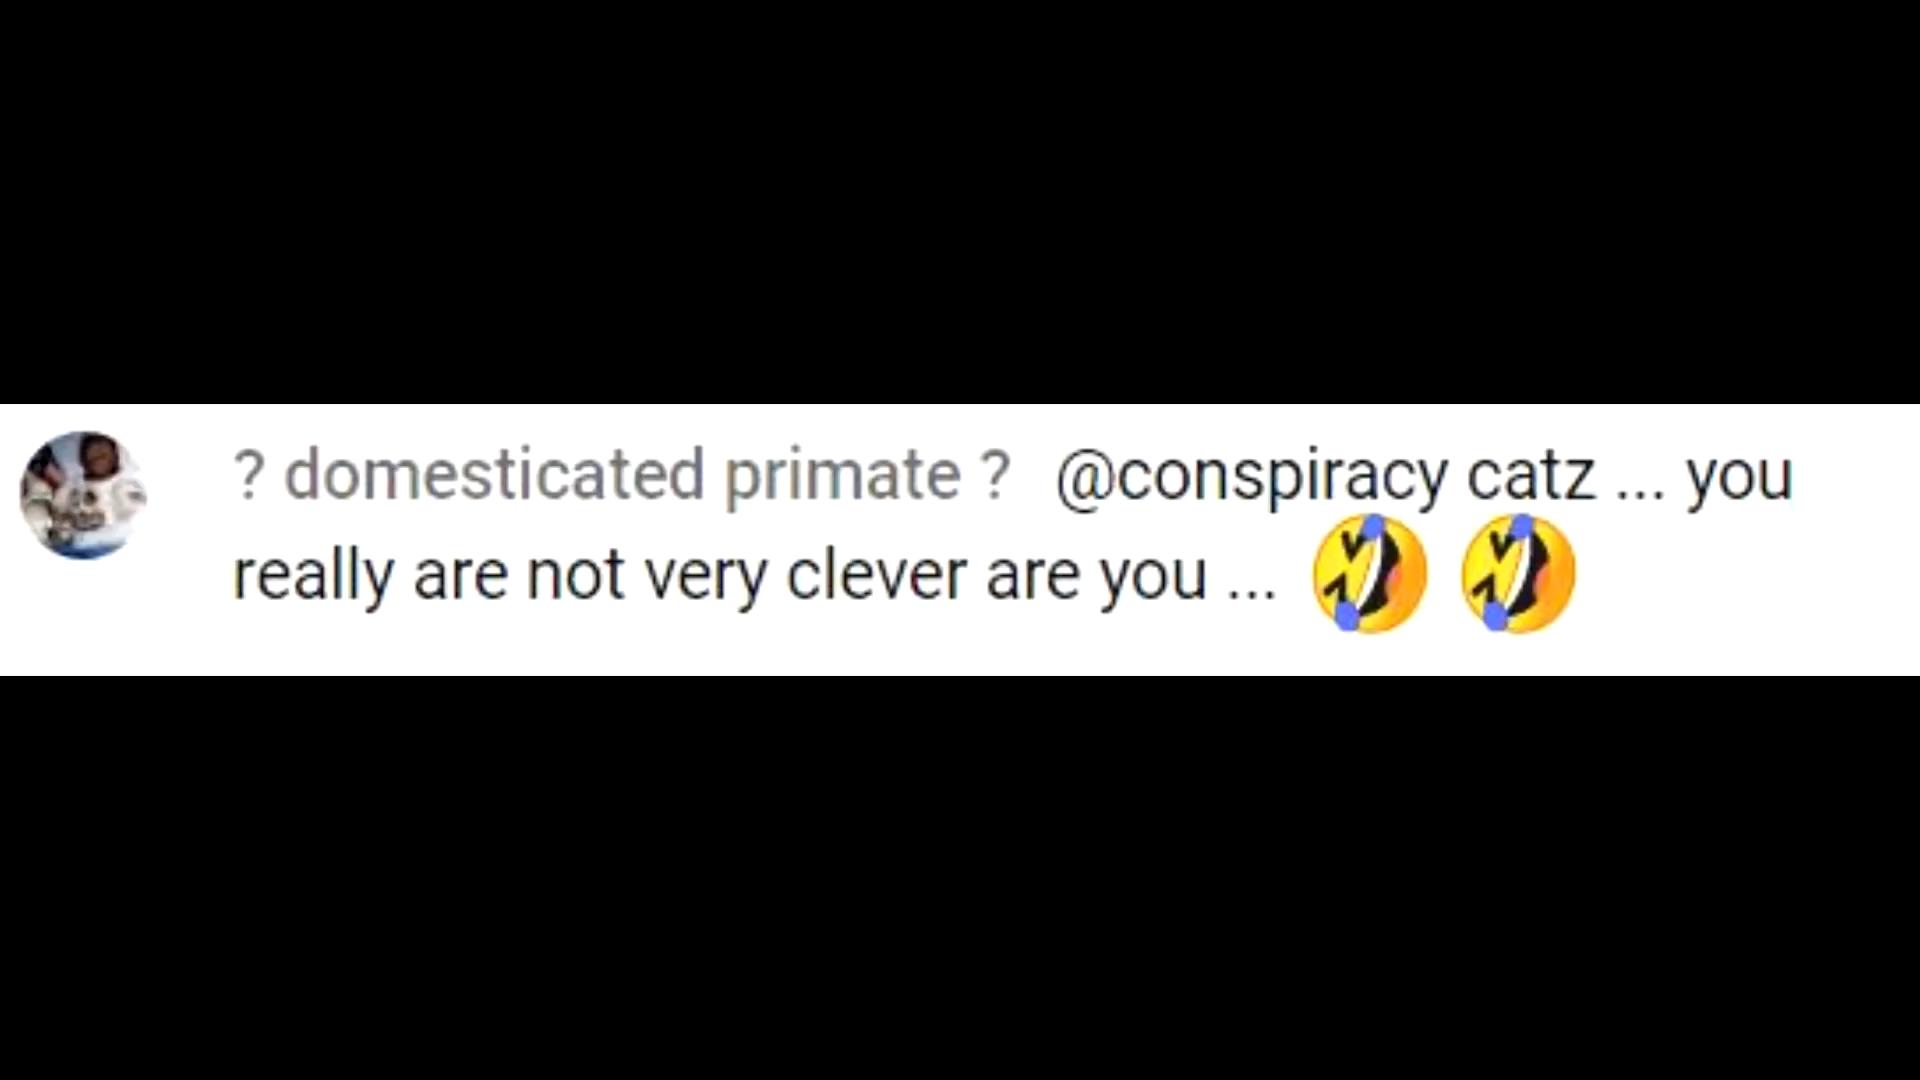 ? domesticated primate ? @conspiracy catz ... you
really are not very clever are you ... 🤣 🤣